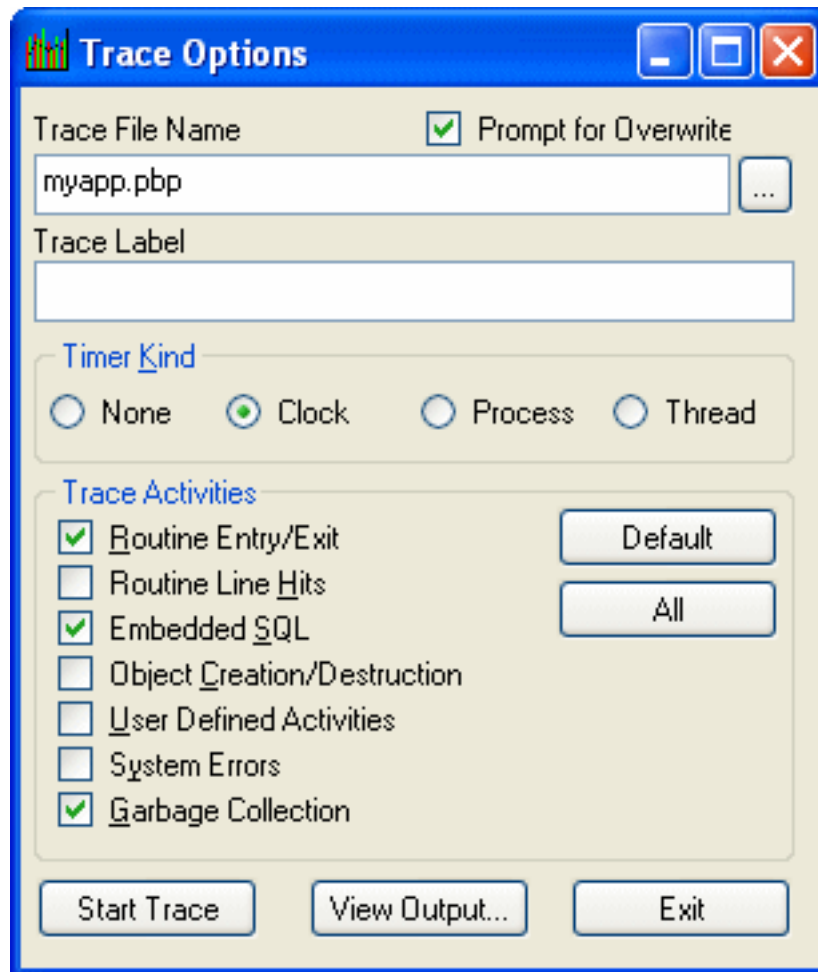 Trace Options
Trace File Name
Prompt for Overwrite
myapp.pbp
...
Trace Label
Timer Kind
None Clock Process Thread
Trace Activities
Routine Entry/Exit
Default
Routine Line Hits
All
Embedded SQL
Object Creation/Destruction
User Defined Activities
System Errors
Garbage Collection
Start Trace View Output... Exit